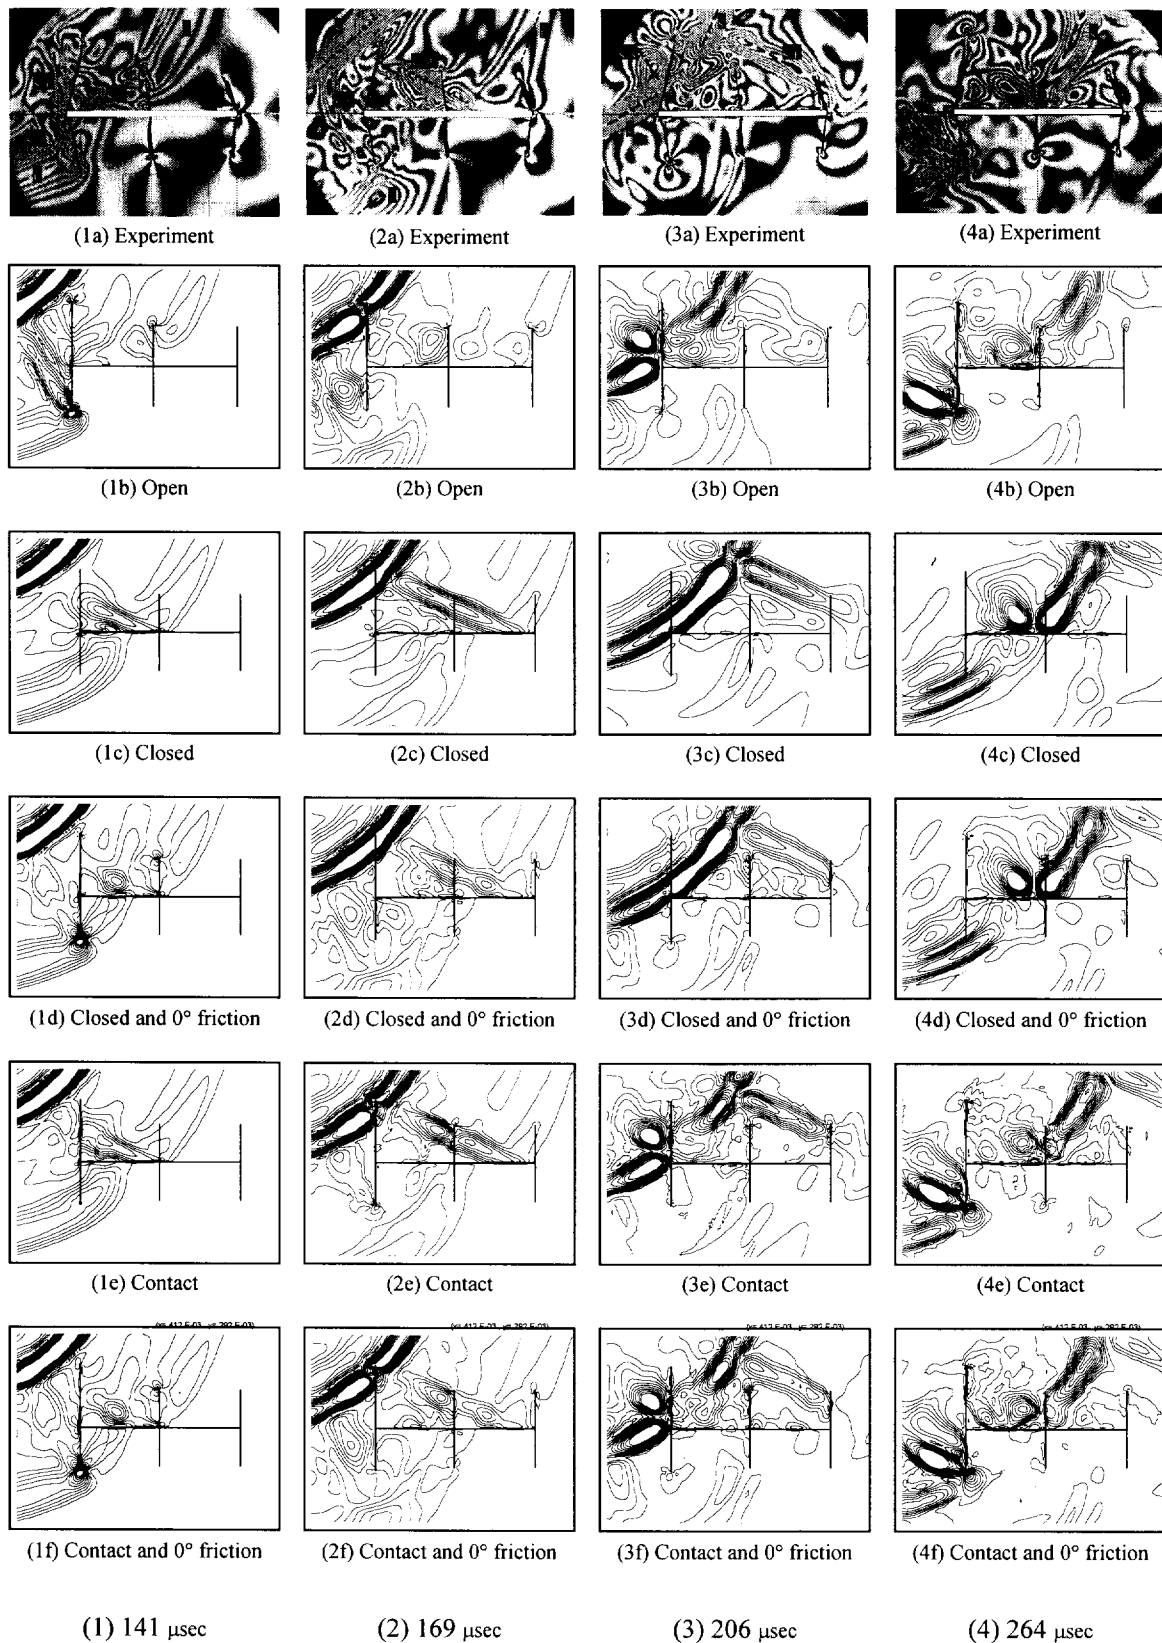 (1a) Experiment (2a) Experiment (3a) Experiment (4a) Experiment
(1b) Open (2b) Open (3b) Open (4b) Open
(1c) Closed (2c) Closed (3c) Closed (4c) Closed
(1d) Closed and 0° friction (2d) Closed and 0° friction (3d) Closed and 0° friction (4d) Closed and 0° friction
(1e) Contact (2e) Contact (3e) Contact (4e) Contact
(1f) Contact and 0° friction (2f) Contact and 0° friction (3f) Contact and 0° friction (4f) Contact and 0° friction
(1) 141 μsec (2) 169 μsec (3) 206 μsec (4) 264 μsec